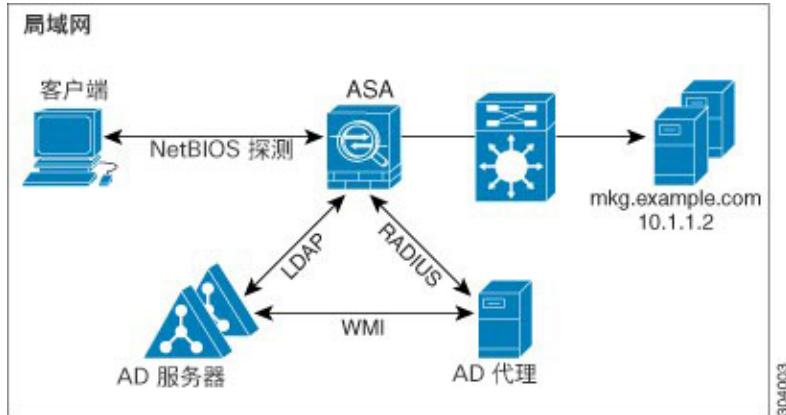 局域网
客户端
ASA
NetBIOS 探测
mkg.example.com
10.1.1.2
LDAP
RADIUS
WMI
AD 服务器
AD 代理
304003